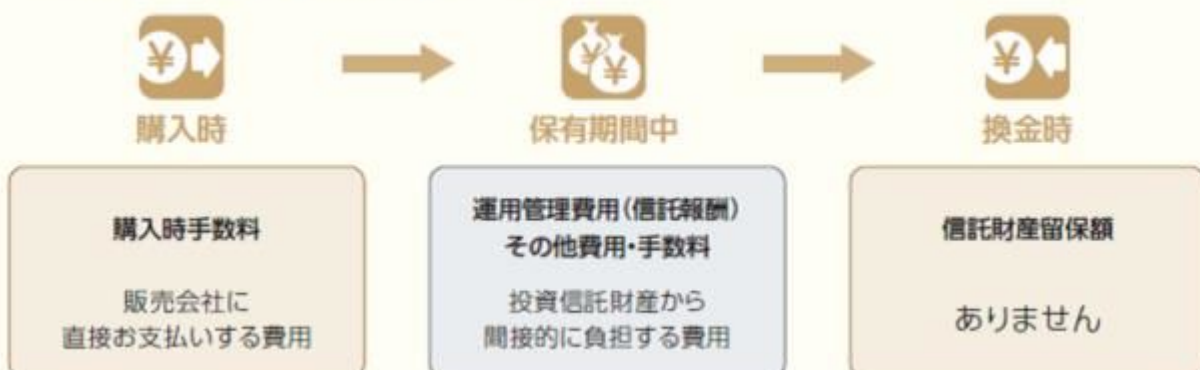 購入時
保有期間中
換金時
購入時手数料
販売会社に
直接お支払いする費用
運用管理費用(信託報酬)
その他費用・手数料
投資信託財産から
間接的に負担する費用
信託財産留保額
ありません